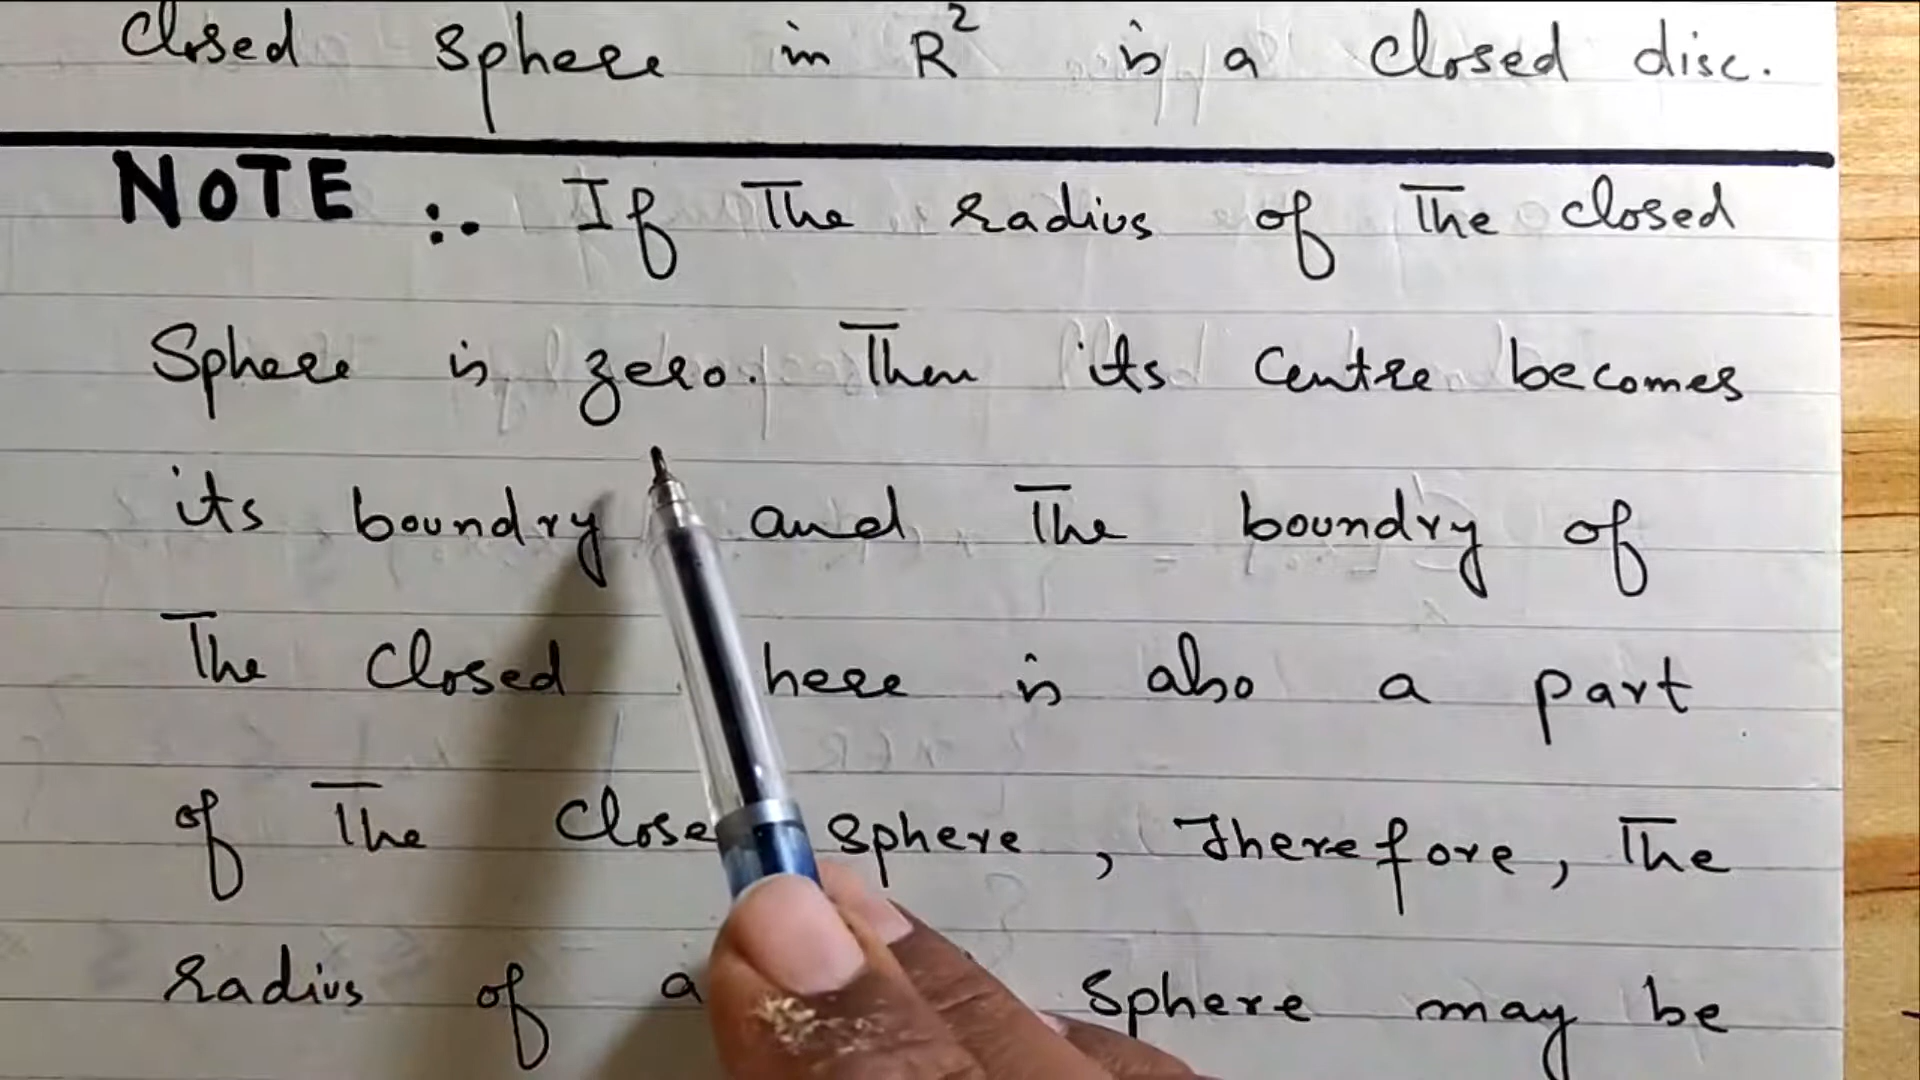 Closed sphere in R² is a closed disc.
NOTE :. If The radius of The closed
Sphere is zero. Then its centre becomes
its boundry and The boundry of
The closed here is also a part
of The close sphere, Therefore, The
radius of a sphere may be